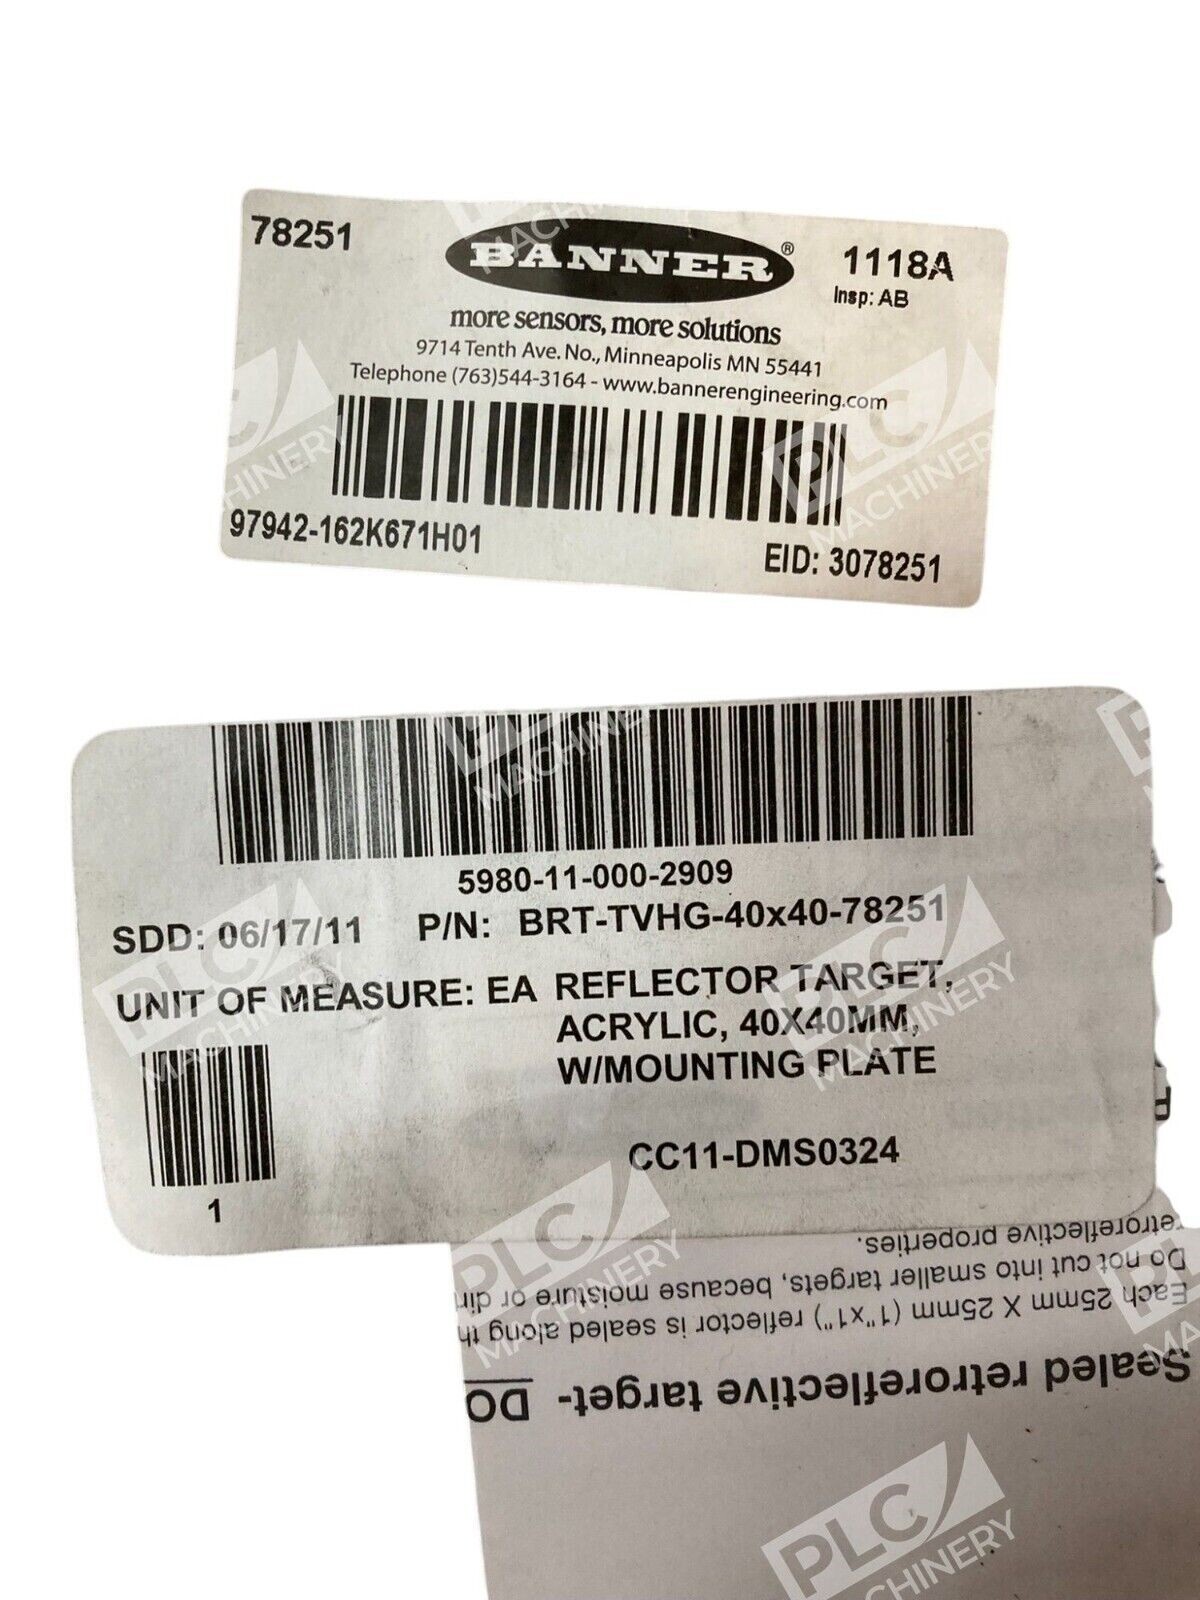 78251
BANNER®
1118A
Insp: AB
more sensors, more solutions
9714 Tenth Ave. No., Minneapolis MN 55441
Telephone (763)544-3164 - www.bannerengineering.com
97942-162K671H01
EID: 3078251
5980-11-000-2909
SDD: 06/17/11 P/N: BRT-TVHG-40x40-78251
UNIT OF MEASURE: EA REFLECTOR TARGET,
ACRYLIC, 40X40MM,
W/MOUNTING PLATE
CC11-DMS0324
1
Sealed retroreflective target- DO
Each 25mm X 25mm (1"x1") reflector is sealed along th
Do not cut into smaller targets, because moisture or dir
retroreflective properties.
PLC MACHINERY